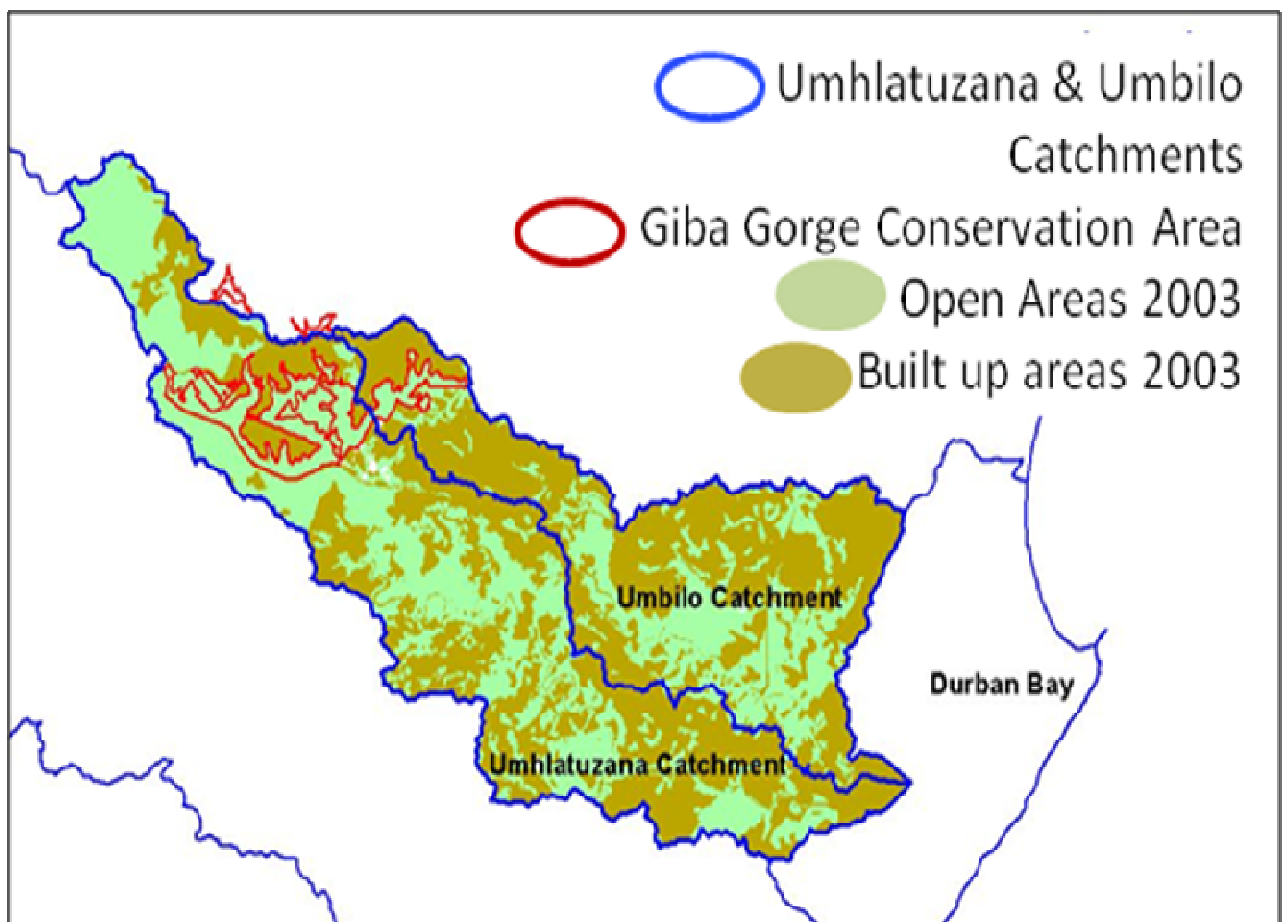 Umhlatuzana & Umbilo
Catchments
Giba Gorge Conservation Area
Open Areas 2003
Built up areas 2003
Umbilo Catchment
Durban Bay
Umhlatuzana Catchment